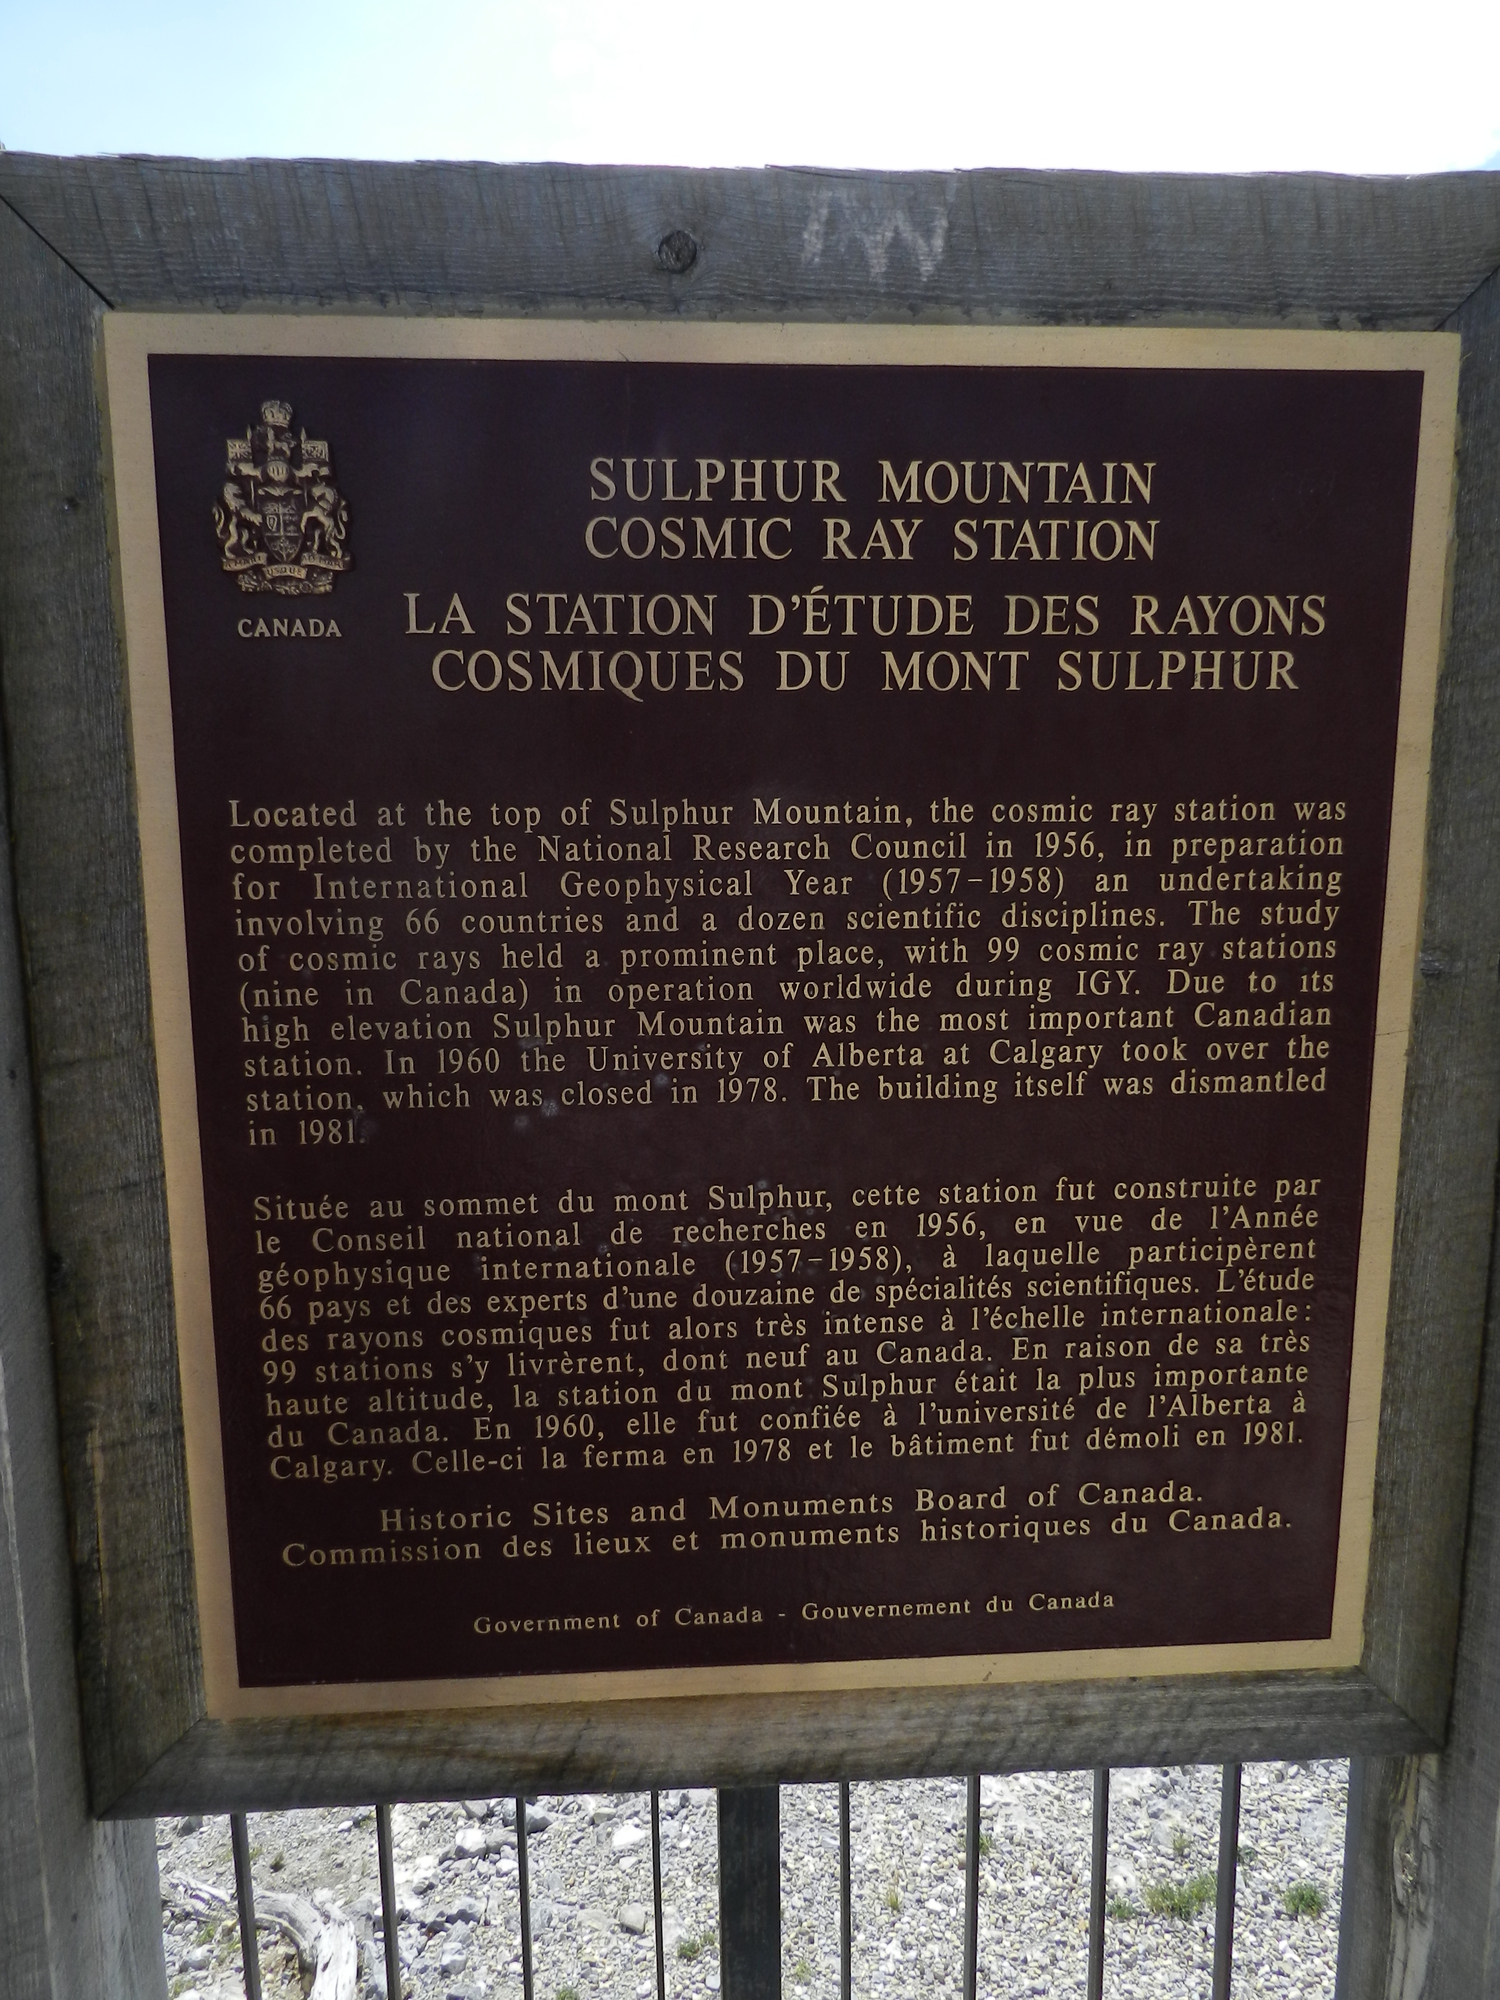 SULPHUR MOUNTAIN
COSMIC RAY STATION
LA STATION D'ÉTUDE DES RAYONS
COSMIQUES DU MONT SULPHUR
A MARI
USQUE
CANADA
Located at the top of Sulphur Mountain, the cosmic ray station was
completed by the National Research Council in 1956, in preparation
for International Geophysical Year (1957-1958) an undertaking
involving 66 countries and a dozen scientific disciplines. The study
of cosmic rays held a prominent place, with 99 cosmic ray stations
(nine in Canada) in operation worldwide during IGY. Due to its
high elevation Sulphur Mountain was the most important Canadian
station. In 1960 the University of Alberta at Calgary took over the
station, which was closed in 1978. The building itself was dismantled
in 1981.
Située au sommet du mont Sulphur, cette station fut construite par
le Conseil national de recherches en 1956, en vue de l'Année
géophysique internationale (1957-1958), à laquelle participèrent
66 pays et des experts d'une douzaine de spécialités scientifiques. L'étude
des rayons cosmiques fut alors très intense à l'échelle internationale:
99 stations s'y livrèrent, dont neuf au Canada. En raison de sa très
haute altitude, la station du mont Sulphur était la plus importante
du Canada. En 1960, elle fut confiée à l'université de l'Alberta à
Calgary. Celle-ci la ferma en 1978 et le bâtiment fut démoli en 1981.
Historic Sites and Monuments Board of Canada.
Commission des lieux et monuments historiques du Canada.
Government of Canada - Gouvernement du Canada